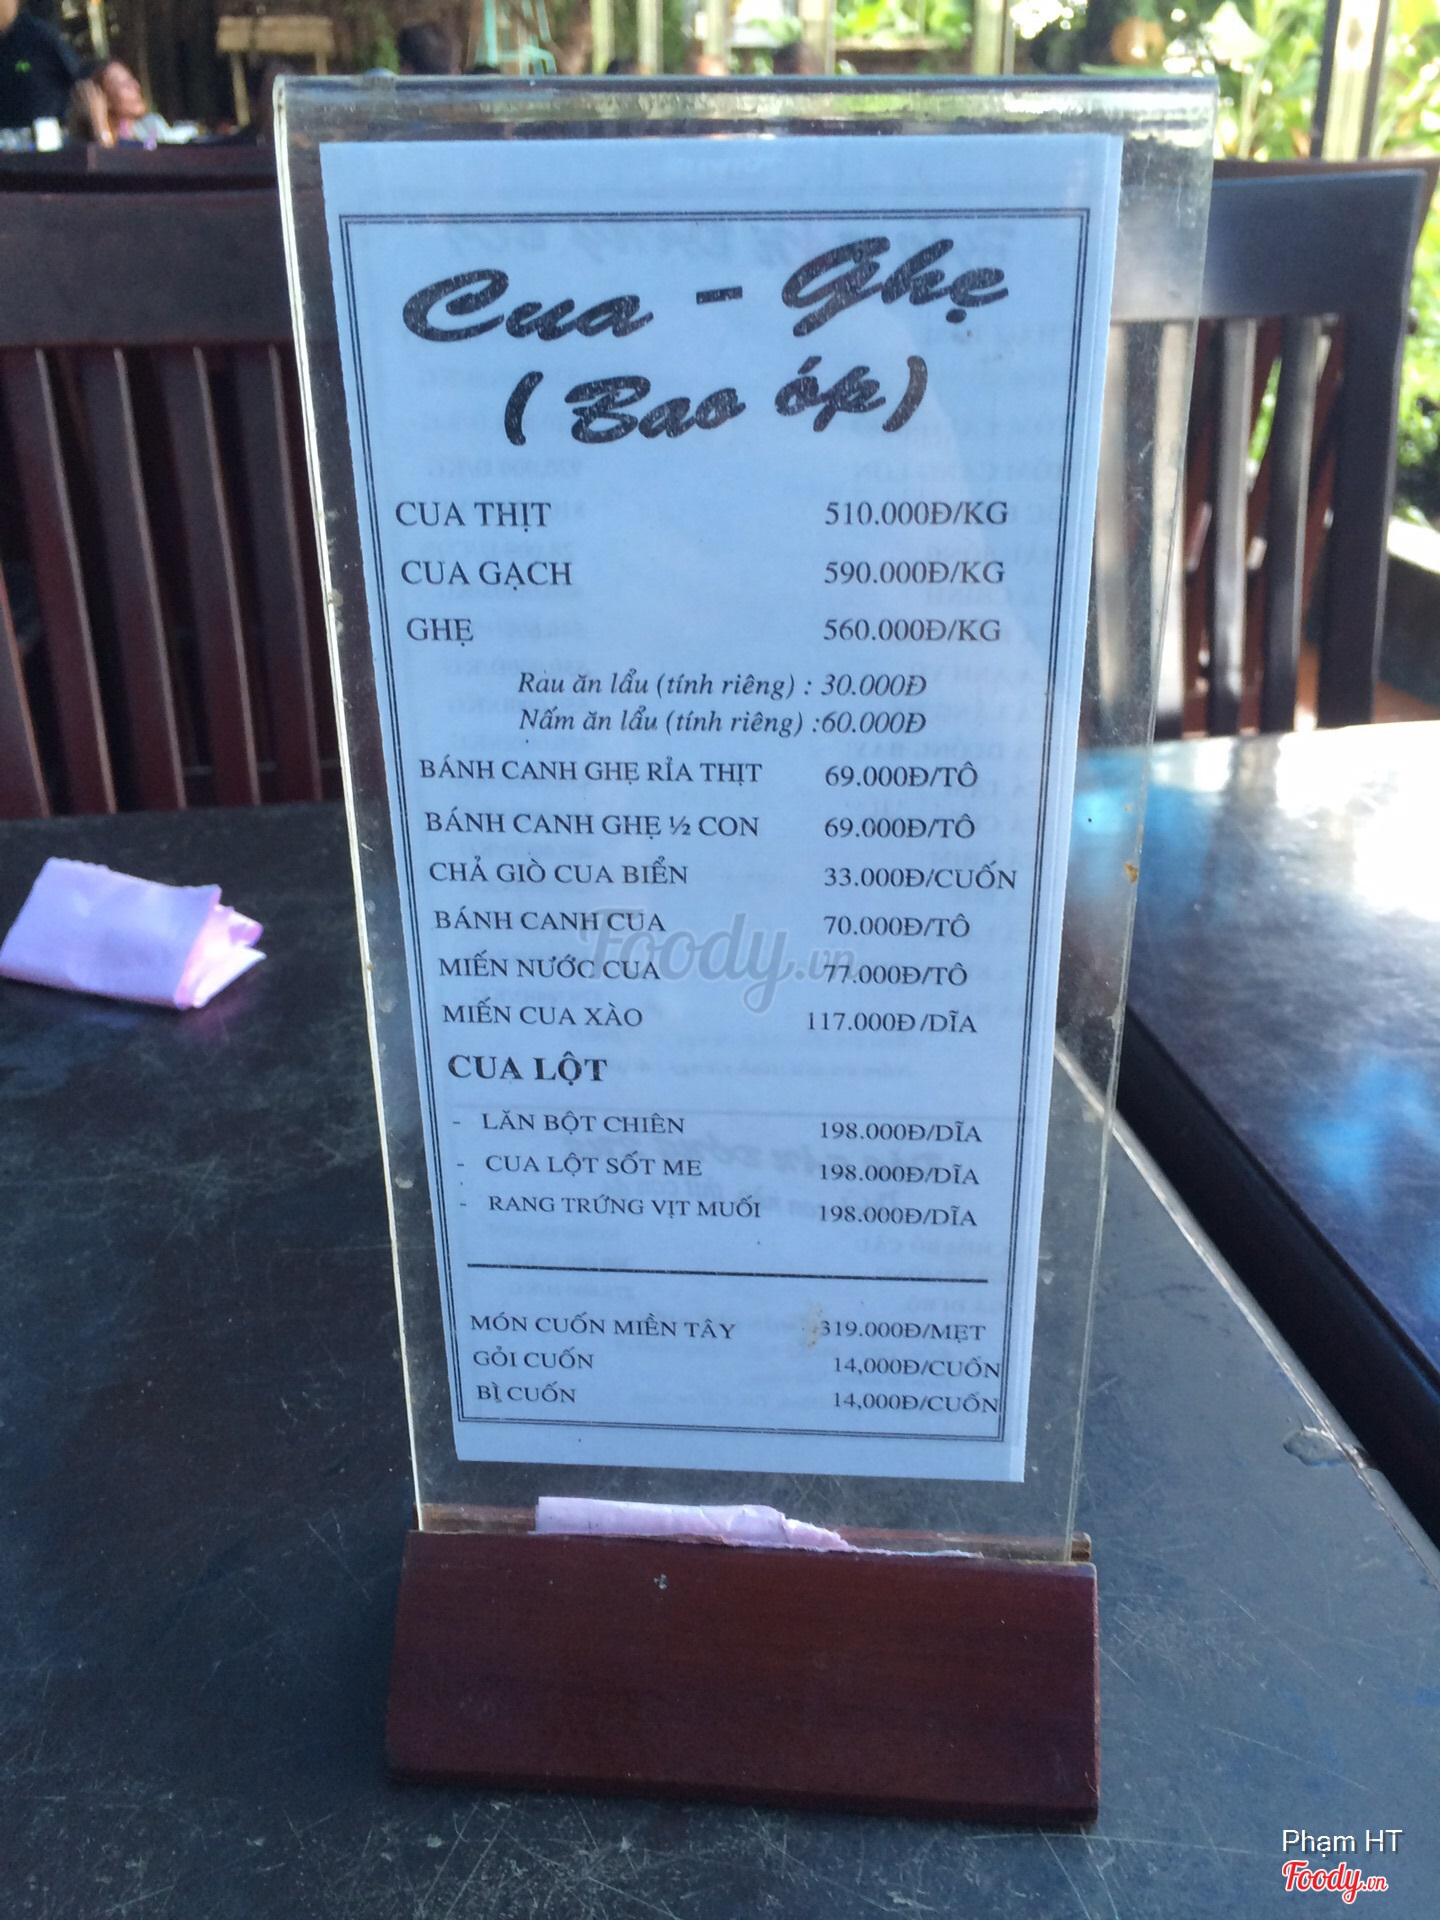 Cua - Ghẹ
( Bao óp)
CUA THỊT 510.000Đ/KG
CUA GẠCH 590.000Đ/KG
GHẸ 560.000Đ/KG
Rau ăn lẩu (tính riêng) : 30.000Đ
Nấm ăn lẩu (tính riêng) :60.000Đ
BÁNH CANH GHẸ RỈA THỊT 69.000Đ/TÔ
BÁNH CANH GHẸ ½ CON 69.000Đ/TÔ
CHẢ GIÒ CUA BIỂN 33.000Đ/CUỐN
BÁNH CANH CUA 70.000Đ/TÔ
MIẾN NƯỚC CUA 77.000Đ/TÔ
MIẾN CUA XÀO 117.000Đ/DĨA
CUA LỘT
- LĂN BỘT CHIÊN 198.000Đ/DĨA
- CUA LỘT SỐT ME 198.000Đ/DĨA
- RANG TRỨNG VỊT MUỐI 198.000Đ/DĨA
MÓN CUỐN MIỀN TÂY 319.000Đ/MẸT
GỎI CUỐN 14,000Đ/CUỐN
BÌ CUỐN 14,000Đ/CUỐN
Foody.vn
Phạm HT
Foody.vn